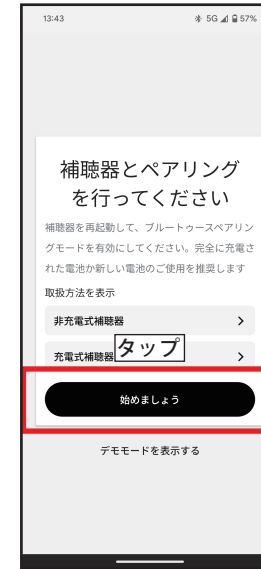 13:43 5G 57%
補聴器とペアリング
を行ってください
補聴器を再起動して、ブルートゥースペアリン
グモードを有効にしてください。完全に充電さ
れた電池か新しい電池のご使用を推奨します
取扱方法を表示
非充電式補聴器
充電式補聴器
タップ
始めましょう
デモモードを表示する